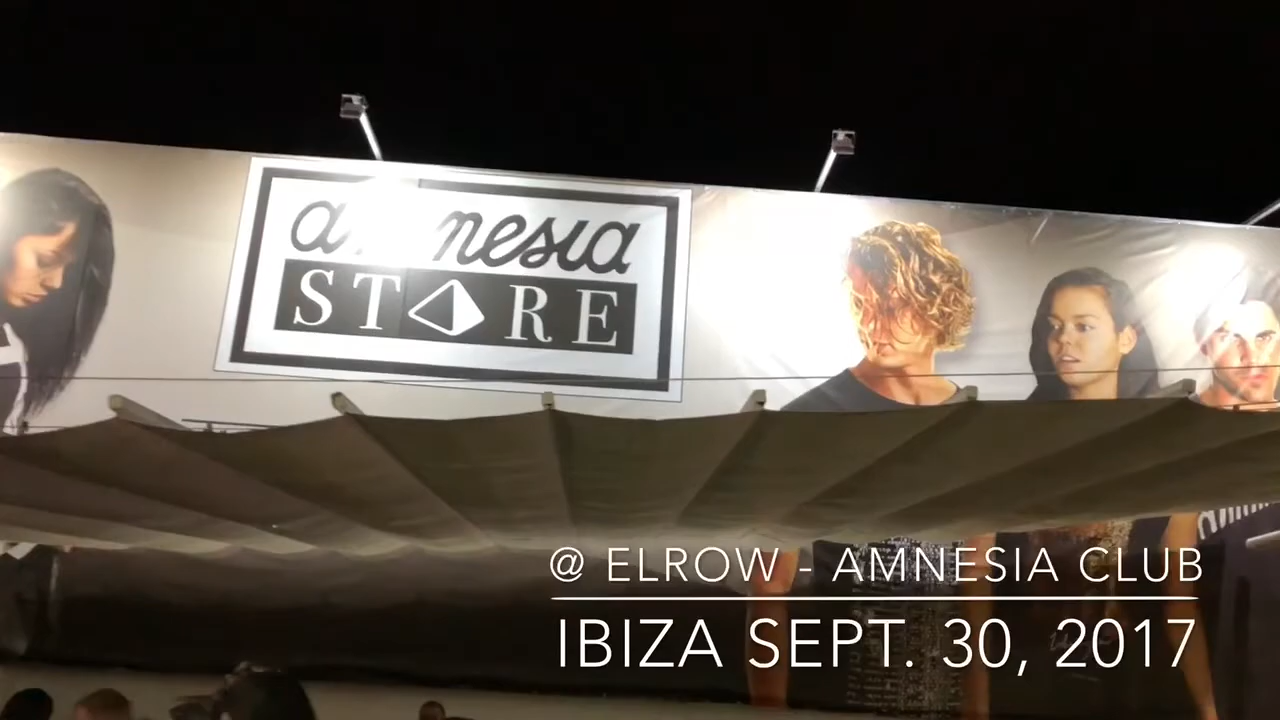 amnesia
STORE
@ ELROW - AMNESIA CLUB
IBIZA SEPT. 30, 2017